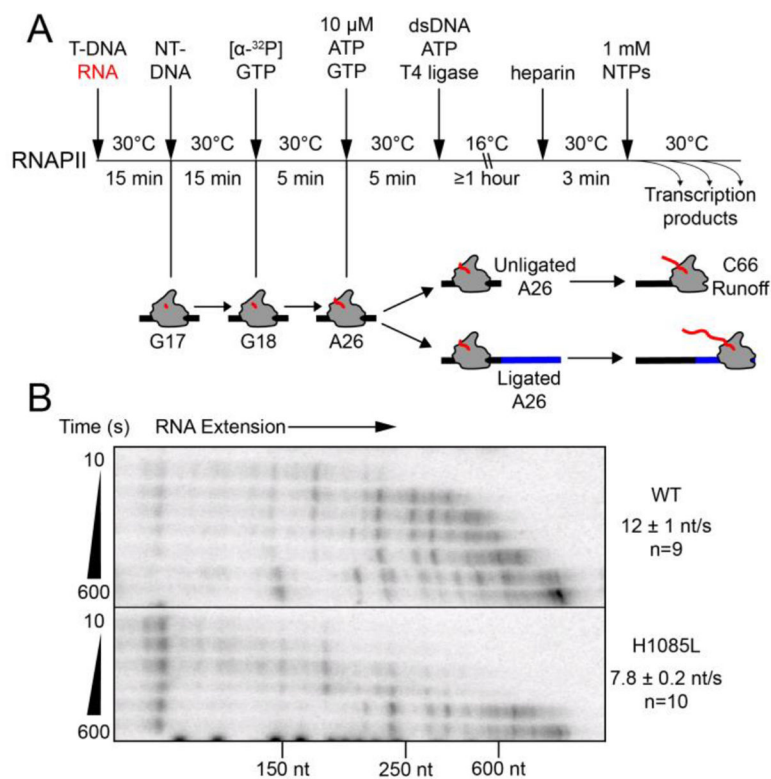 A
T-DNA
RNA
NT-
DNA
[α-³²P]
GTP
10 µM
ATP
GTP
dsDNA
ATP
T4 ligase
heparin
1 mM
NTPs
RNAPII
30°C
30°C
30°C
30°C
16°C
30°C
30°C
15 min
15 min
5 min
5 min
≥1 hour
3 min
Transcription
products
G17
G18
A26
Unligated
A26
C66
Runoff
Ligated
A26
B
Time (s)
RNA Extension
10
600
WT
12 ± 1 nt/s
n=9
10
600
H1085L
7.8 ± 0.2 nt/s
n=10
150 nt
250 nt
600 nt